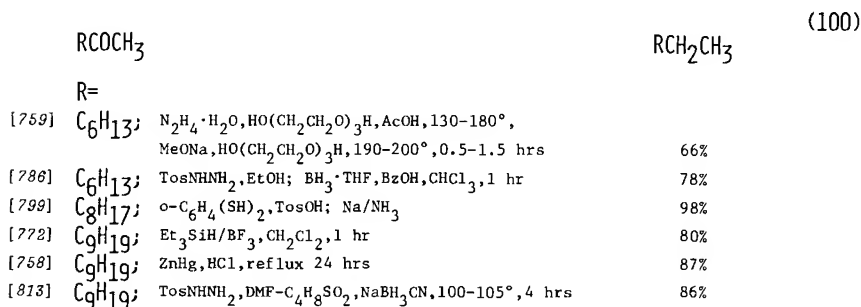 (100)
RCOCH₃ RCH₂CH₃
R=
[759] C₆H₁₃; N₂H₄·H₂O,HO(CH₂CH₂O)₃H,AcOH,130-180°,
MeONa,HO(CH₂CH₂O)₃H,190-200°,0.5-1.5 hrs 66%
[786] C₆H₁₃; TosNHNH₂,EtOH; BH₃·THF,BzOH,CHCl₃,1 hr 78%
[799] C₈H₁₇; o-C₆H₄(SH)₂,TosOH; Na/NH₃ 98%
[772] C₉H₁₉; Et₃SiH/BF₃,CH₂Cl₂,1 hr 80%
[758] C₉H₁₉; ZnHg,HCl,reflux 24 hrs 87%
[813] C₉H₁₉; TosNHNH₂,DMF-C₄H₈SO₂,NaBH₃CN,100-105°,4 hrs 86%